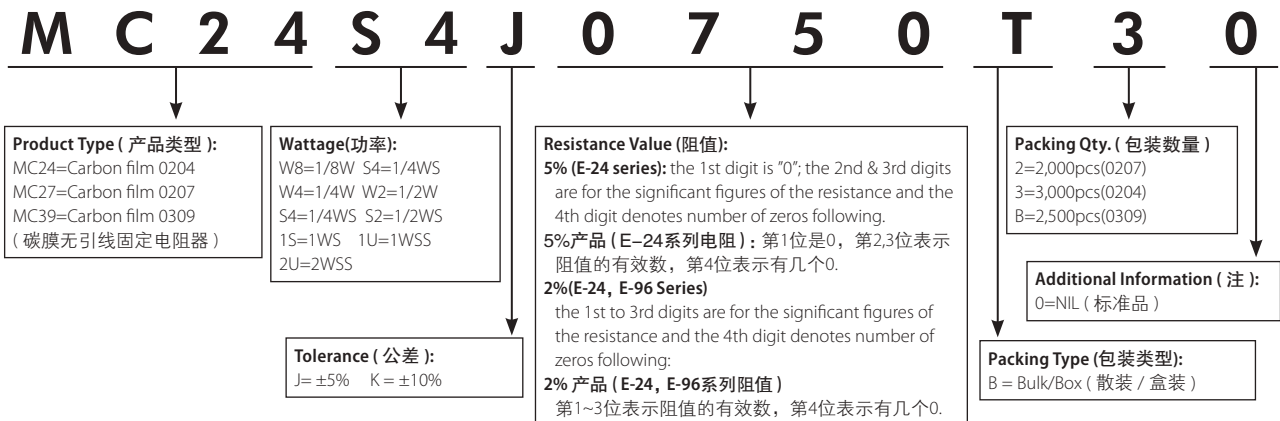 MC24S4J0750T30
Product Type ( 产品类型 ):
MC24=Carbon film 0204
MC27=Carbon film 0207
MC39=Carbon film 0309
( 碳膜无引线固定电阻器 )
Wattage(功率):
W8=1/8W S4=1/4WS
W4=1/4W W2=1/2W
S4=1/4WS S2=1/2WS
1S=1WS 1U=1WSS
2U=2WSS
Tolerance ( 公差 ):
J= ±5% K = ±10%
Resistance Value (阻值):
5% (E-24 series): the 1st digit is "0"; the 2nd & 3rd digits
are for the significant figures of the resistance and the
4th digit denotes number of zeros following.
5%产品 ( E–24系列电阻 ) : 第1位是0，第2,3位表示
阻值的有效数，第4位表示有几个0.
2%(E-24, E-96 Series)
the 1st to 3rd digits are for the significant figures of
the resistance and the 4th digit denotes number of
zeros following:
2% 产品 ( E-24, E-96系列阻值 )
第1~3位表示阻值的有效数，第4位表示有几个0.
Packing Qty. ( 包装数量 )
2=2,000pcs(0207)
3=3,000pcs(0204)
B=2,500pcs(0309)
Additional Information ( 注 ):
0=NIL ( 标准品 )
Packing Type (包装类型):
B = Bulk/Box ( 散装 / 盒装 )